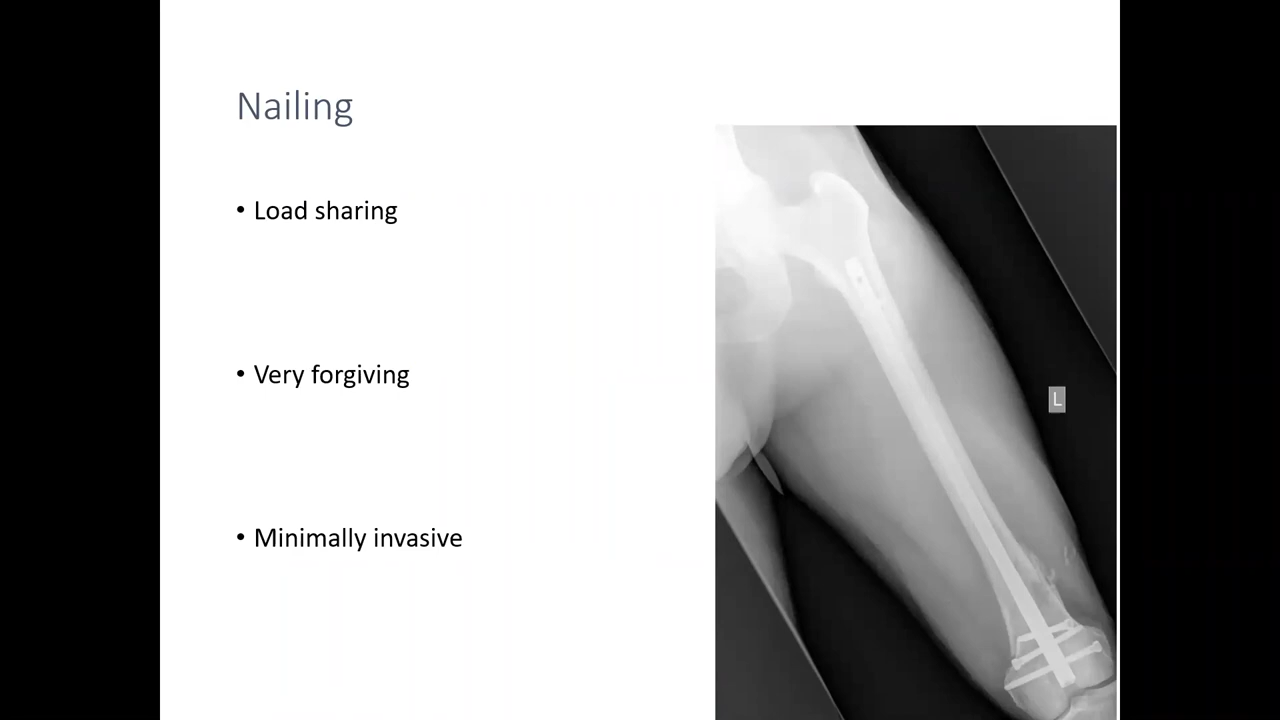 Nailing
• Load sharing
• Very forgiving
• Minimally invasive
L